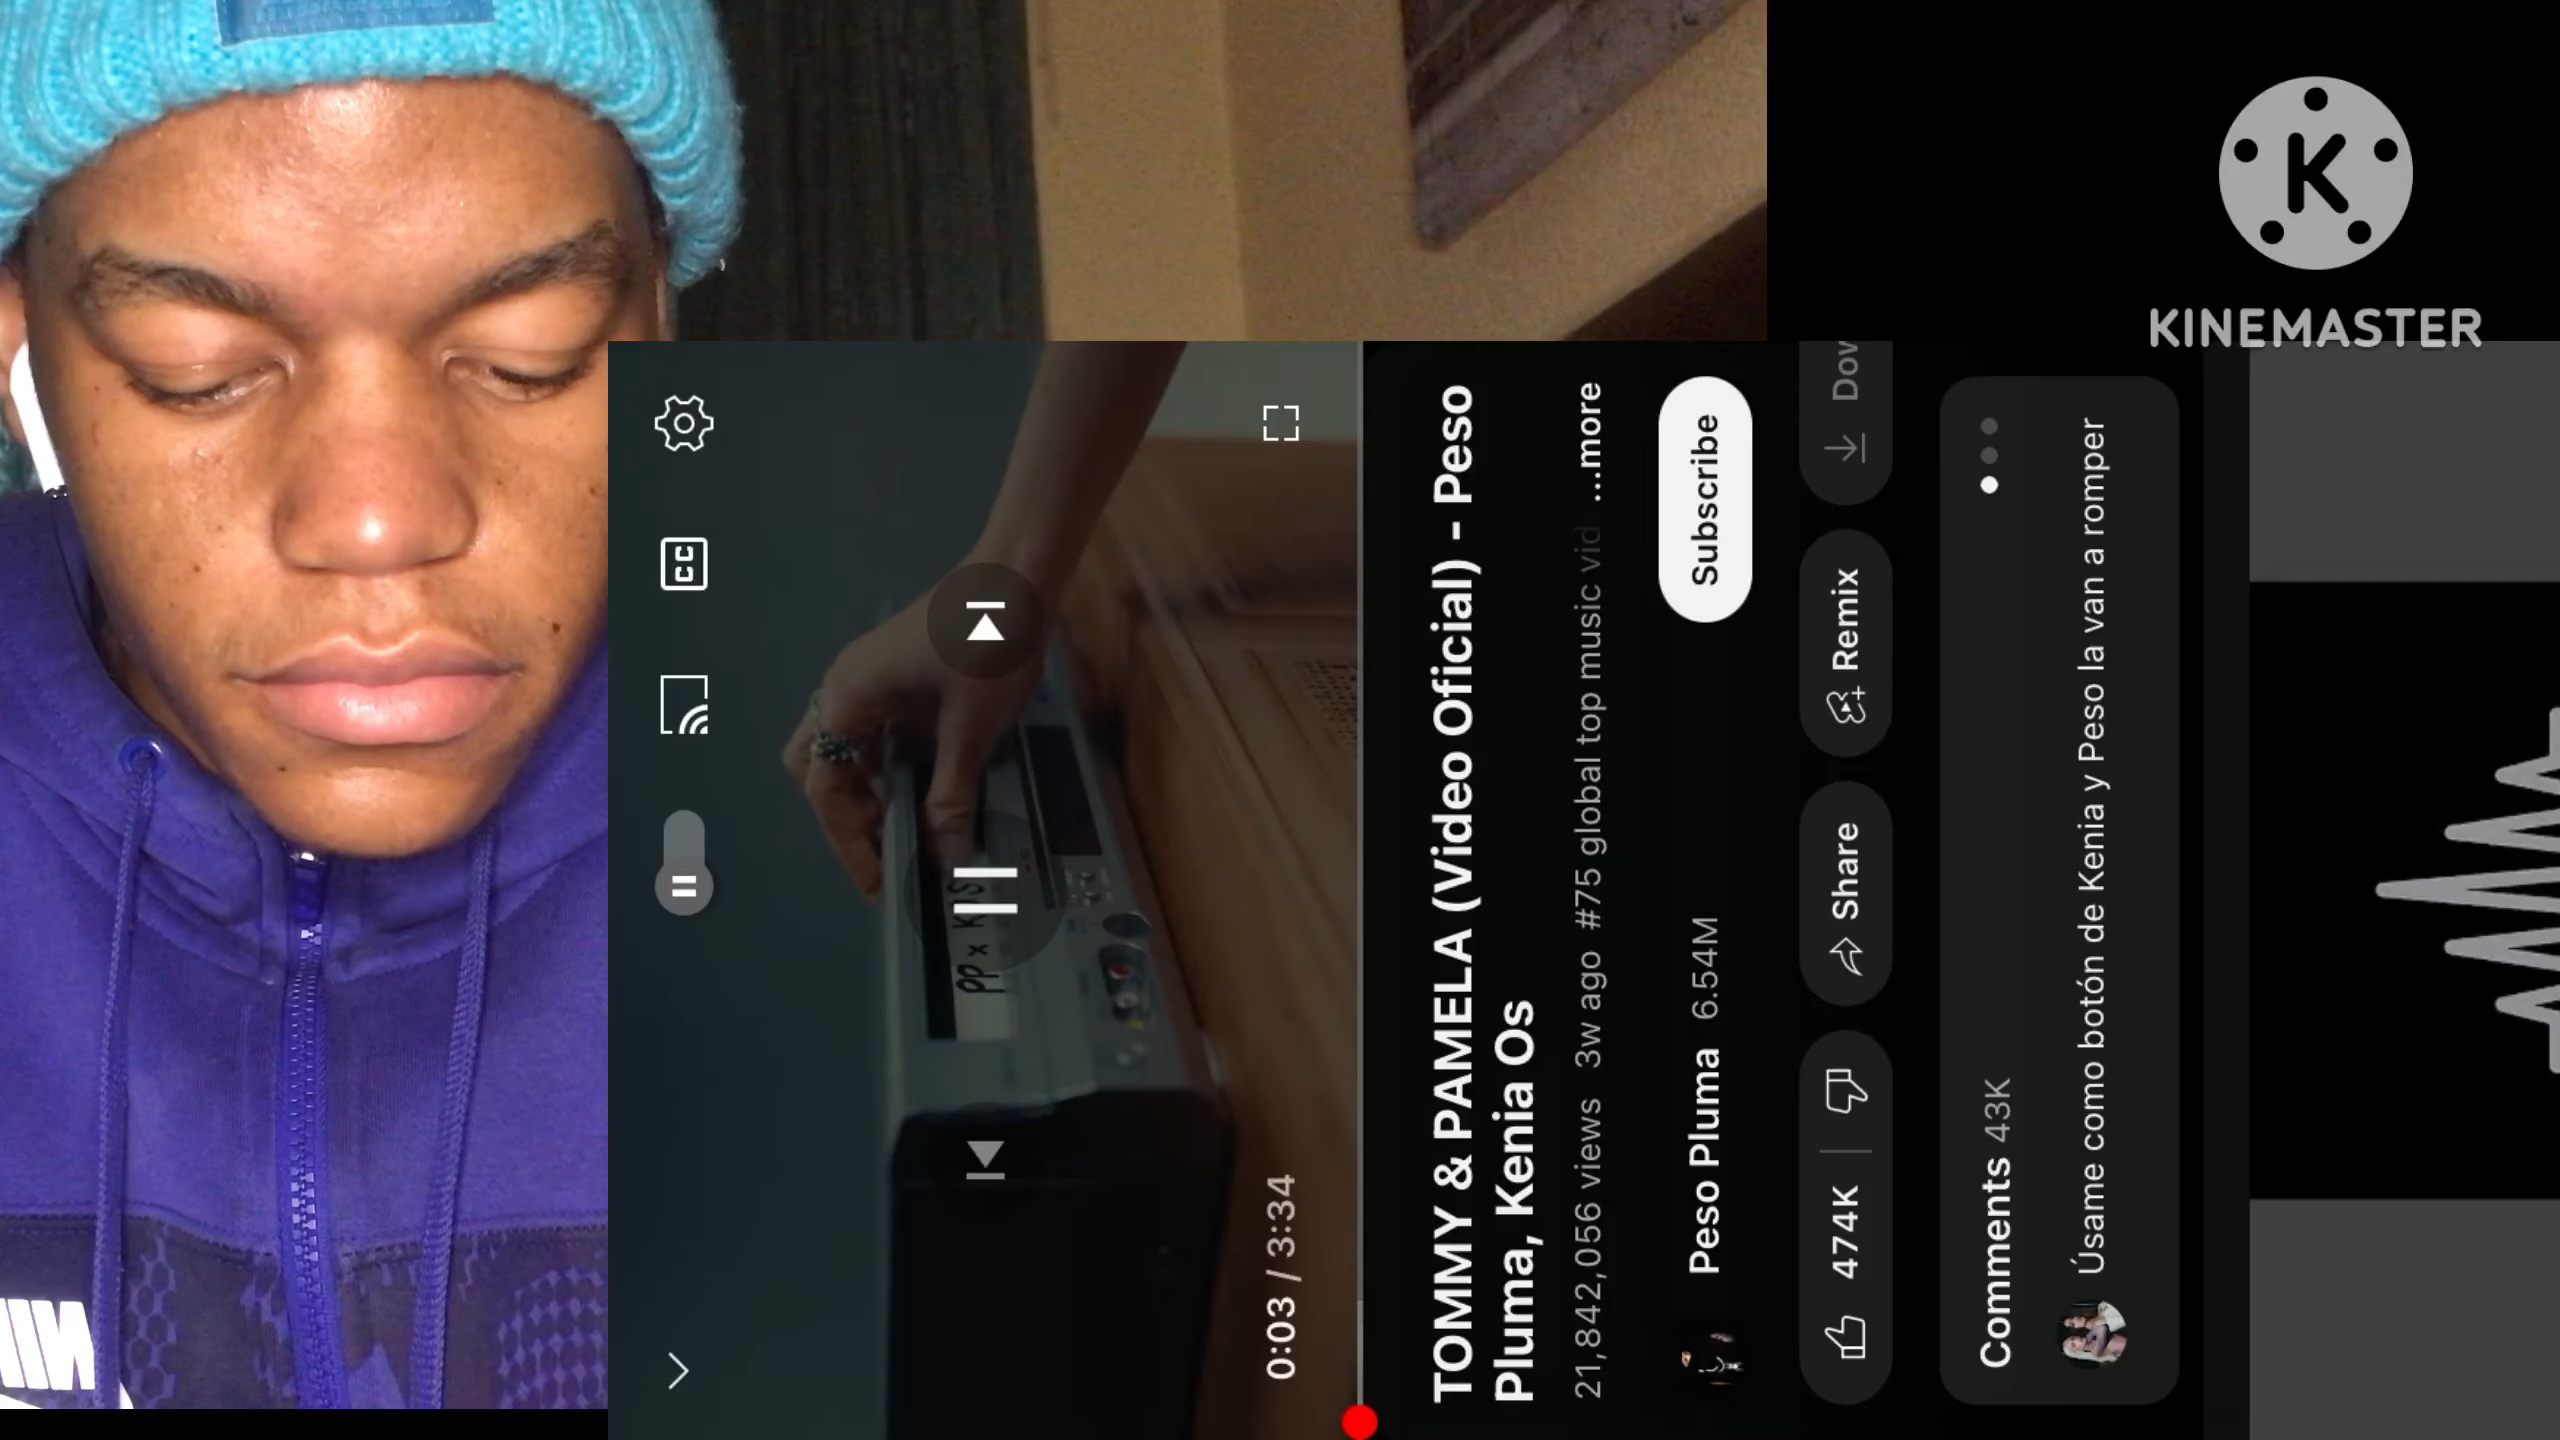 KINEMASTER
PP x K
0:03 / 3:34
TOMMY & PAMELA (Video Oficial) - Peso
Pluma, Kenia Os
21,842,056 views 3w ago #75 global top music vid ...more
Peso Pluma 6.54M
Subscribe
474K
Share
Remix
Dov
Comments 43K
Úsame como botón de Kenia y Peso la van a romper